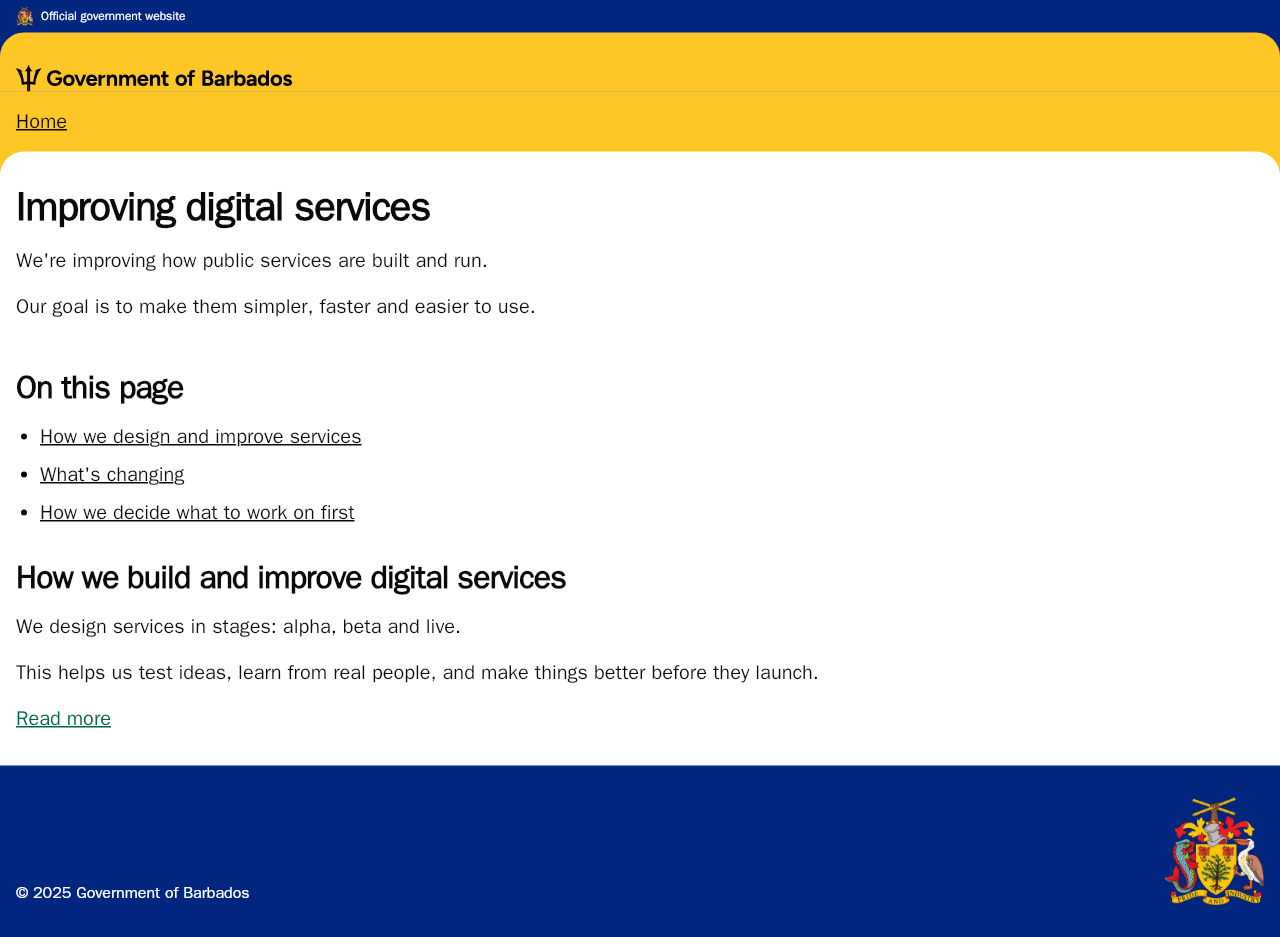 Official government website
Government of Barbados
Home
Improving digital services
We're improving how public services are built and run.
Our goal is to make them simpler, faster and easier to use.
On this page
How we design and improve services
What's changing
How we decide what to work on first
How we build and improve digital services
We design services in stages: alpha, beta and live.
This helps us test ideas, learn from real people, and make things better before they launch.
Read more
PRIDE AND INDUSTRY
© 2025 Government of Barbados